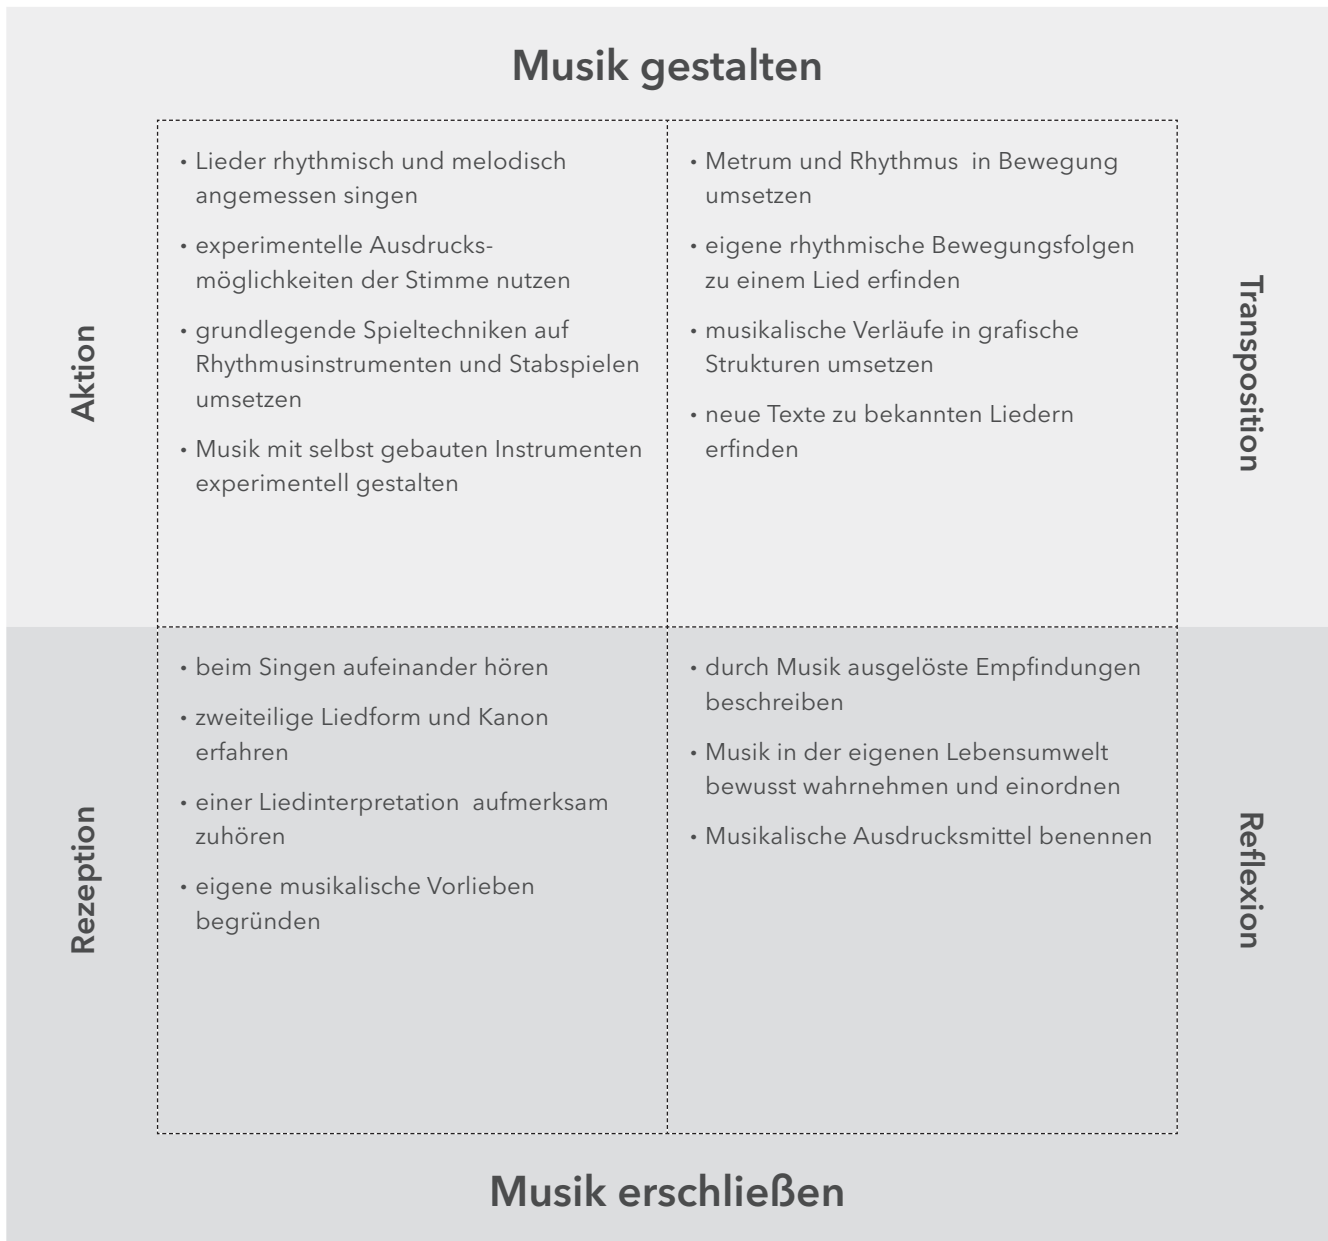 Musik gestalten
Aktion
• Lieder rhythmisch und melodisch
angemessen singen
• experimentelle Ausdrucks-
möglichkeiten der Stimme nutzen
• grundlegende Spieltechniken auf
Rhythmusinstrumenten und Stabspielen
umsetzen
• Musik mit selbst gebauten Instrumenten
experimentell gestalten
• Metrum und Rhythmus  in Bewegung
umsetzen
• eigene rhythmische Bewegungsfolgen
zu einem Lied erfinden
• musikalische Verläufe in grafische
Strukturen umsetzen
• neue Texte zu bekannten Liedern
erfinden
Transposition
Rezeption
• beim Singen aufeinander hören
• zweiteilige Liedform und Kanon
erfahren
• einer Liedinterpretation  aufmerksam
zuhören
• eigene musikalische Vorlieben
begründen
• durch Musik ausgelöste Empfindungen
beschreiben
• Musik in der eigenen Lebensumwelt
bewusst wahrnehmen und einordnen
• Musikalische Ausdrucksmittel benennen
Reflexion
Musik erschließen